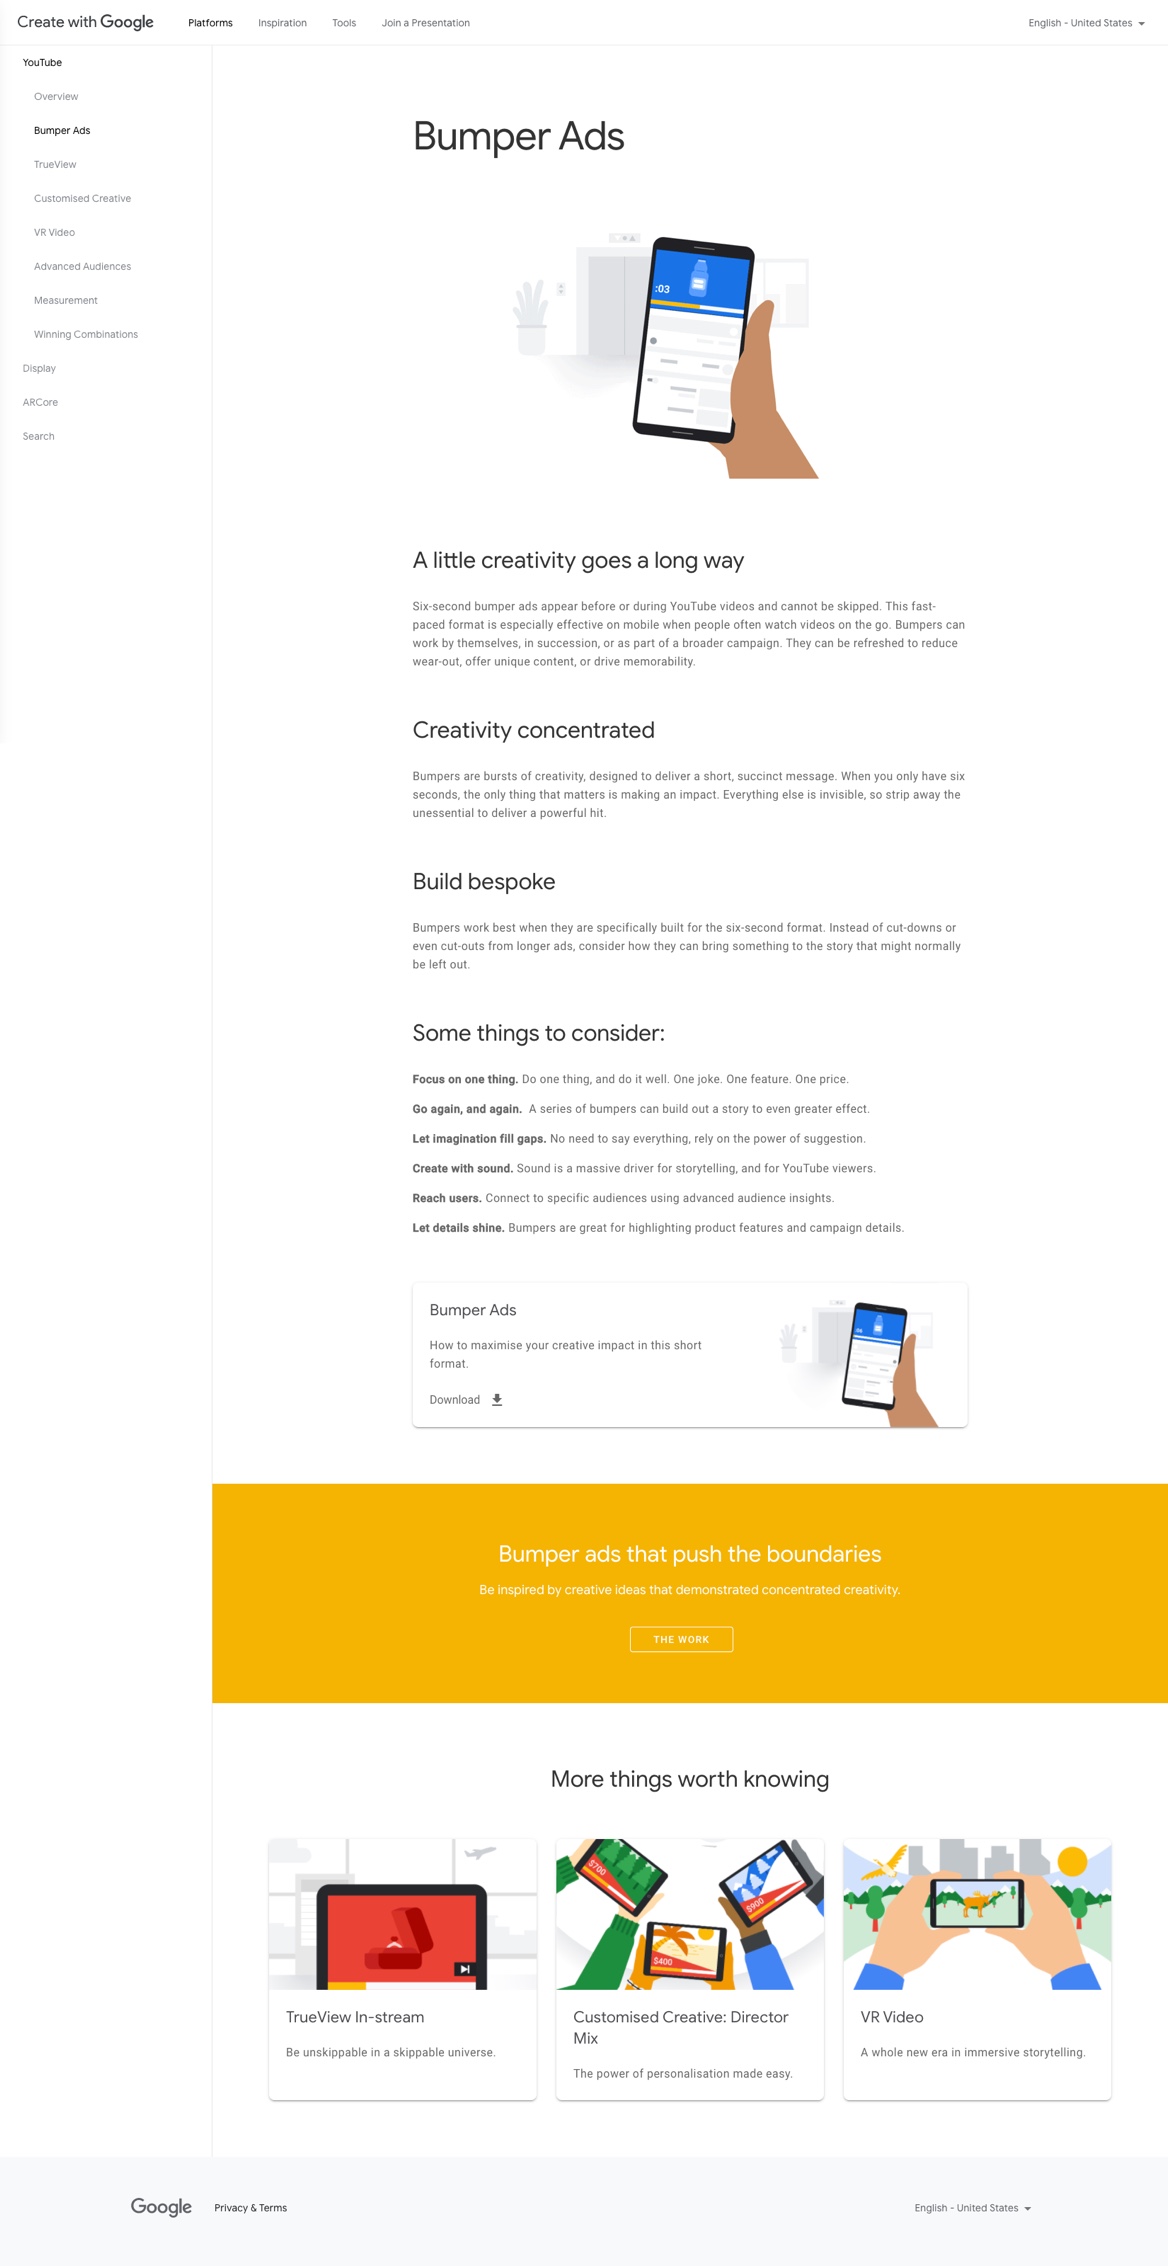 Create with Google
Platforms
Inspiration
Tools
Join a Presentation
English - United States
YouTube
Overview
Bumper Ads
TrueView
Customised Creative
VR Video
Advanced Audiences
Measurement
Winning Combinations
Display
ARCore
Search
Bumper Ads
:03
A little creativity goes a long way
Six-second bumper ads appear before or during YouTube videos and cannot be skipped. This fast-
paced format is especially effective on mobile when people often watch videos on the go. Bumpers can
work by themselves, in succession, or as part of a broader campaign. They can be refreshed to reduce
wear-out, offer unique content, or drive memorability.
Creativity concentrated
Bumpers are bursts of creativity, designed to deliver a short, succinct message. When you only have six
seconds, the only thing that matters is making an impact. Everything else is invisible, so strip away the
unessential to deliver a powerful hit.
Build bespoke
Bumpers work best when they are specifically built for the six-second format. Instead of cut-downs or
even cut-outs from longer ads, consider how they can bring something to the story that might normally
be left out.
Some things to consider:
Focus on one thing. Do one thing, and do it well. One joke. One feature. One price.
Go again, and again. A series of bumpers can build out a story to even greater effect.
Let imagination fill gaps. No need to say everything, rely on the power of suggestion.
Create with sound. Sound is a massive driver for storytelling, and for YouTube viewers.
Reach users. Connect to specific audiences using advanced audience insights.
Let details shine. Bumpers are great for highlighting product features and campaign details.
Bumper Ads
How to maximise your creative impact in this short
format.
Download
Bumper ads that push the boundaries
Be inspired by creative ideas that demonstrated concentrated creativity.
THE WORK
More things worth knowing
$700
$900
$400
TrueView In-stream
Be unskippable in a skippable universe.
Customised Creative: Director
Mix
The power of personalisation made easy.
VR Video
A whole new era in immersive storytelling.
Google
Privacy & Terms
English - United States